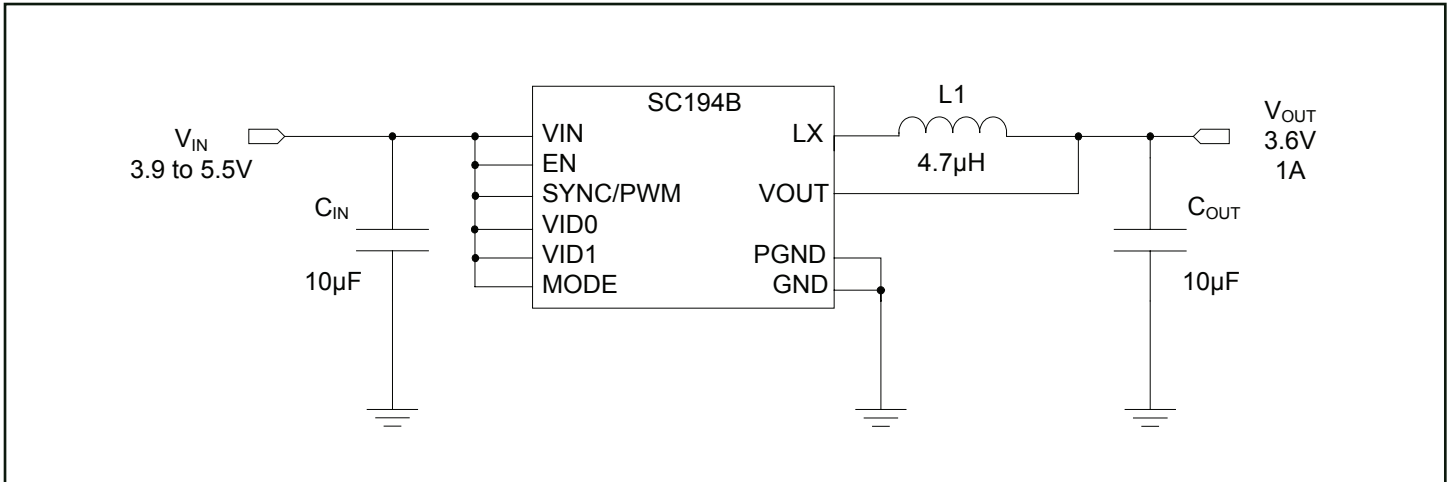 SC194B
V_IN
3.9 to 5.5V
C_IN
10µF
VIN
EN
SYNC/PWM
VID0
VID1
MODE
LX
VOUT
PGND
GND
L1
4.7µH
V_OUT
3.6V
1A
C_OUT
10µF